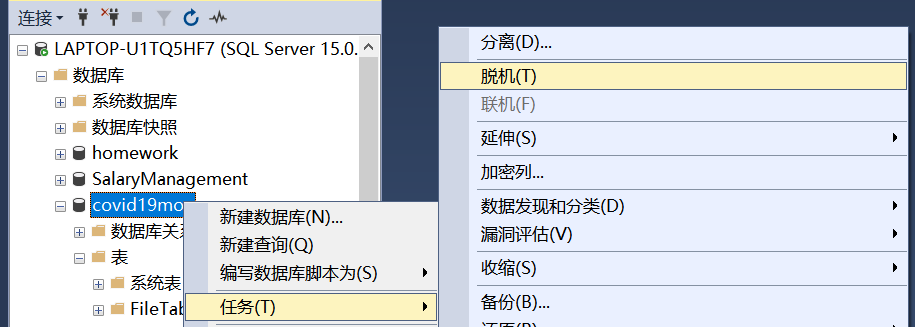 连接
LAPTOP-U1TQ5HF7 (SQL Server 15.0.
数据库
系统数据库
数据库快照
homework
SalaryManagement
covid19mo
数据库关
表
系统表
FileTab
新建数据库(N)...
新建查询(Q)
编写数据库脚本为(S)
任务(T)
分离(D)...
脱机(T)
联机(F)
延伸(S)
加密列...
数据发现和分类(D)
漏洞评估(V)
收缩(S)
备份(B)...